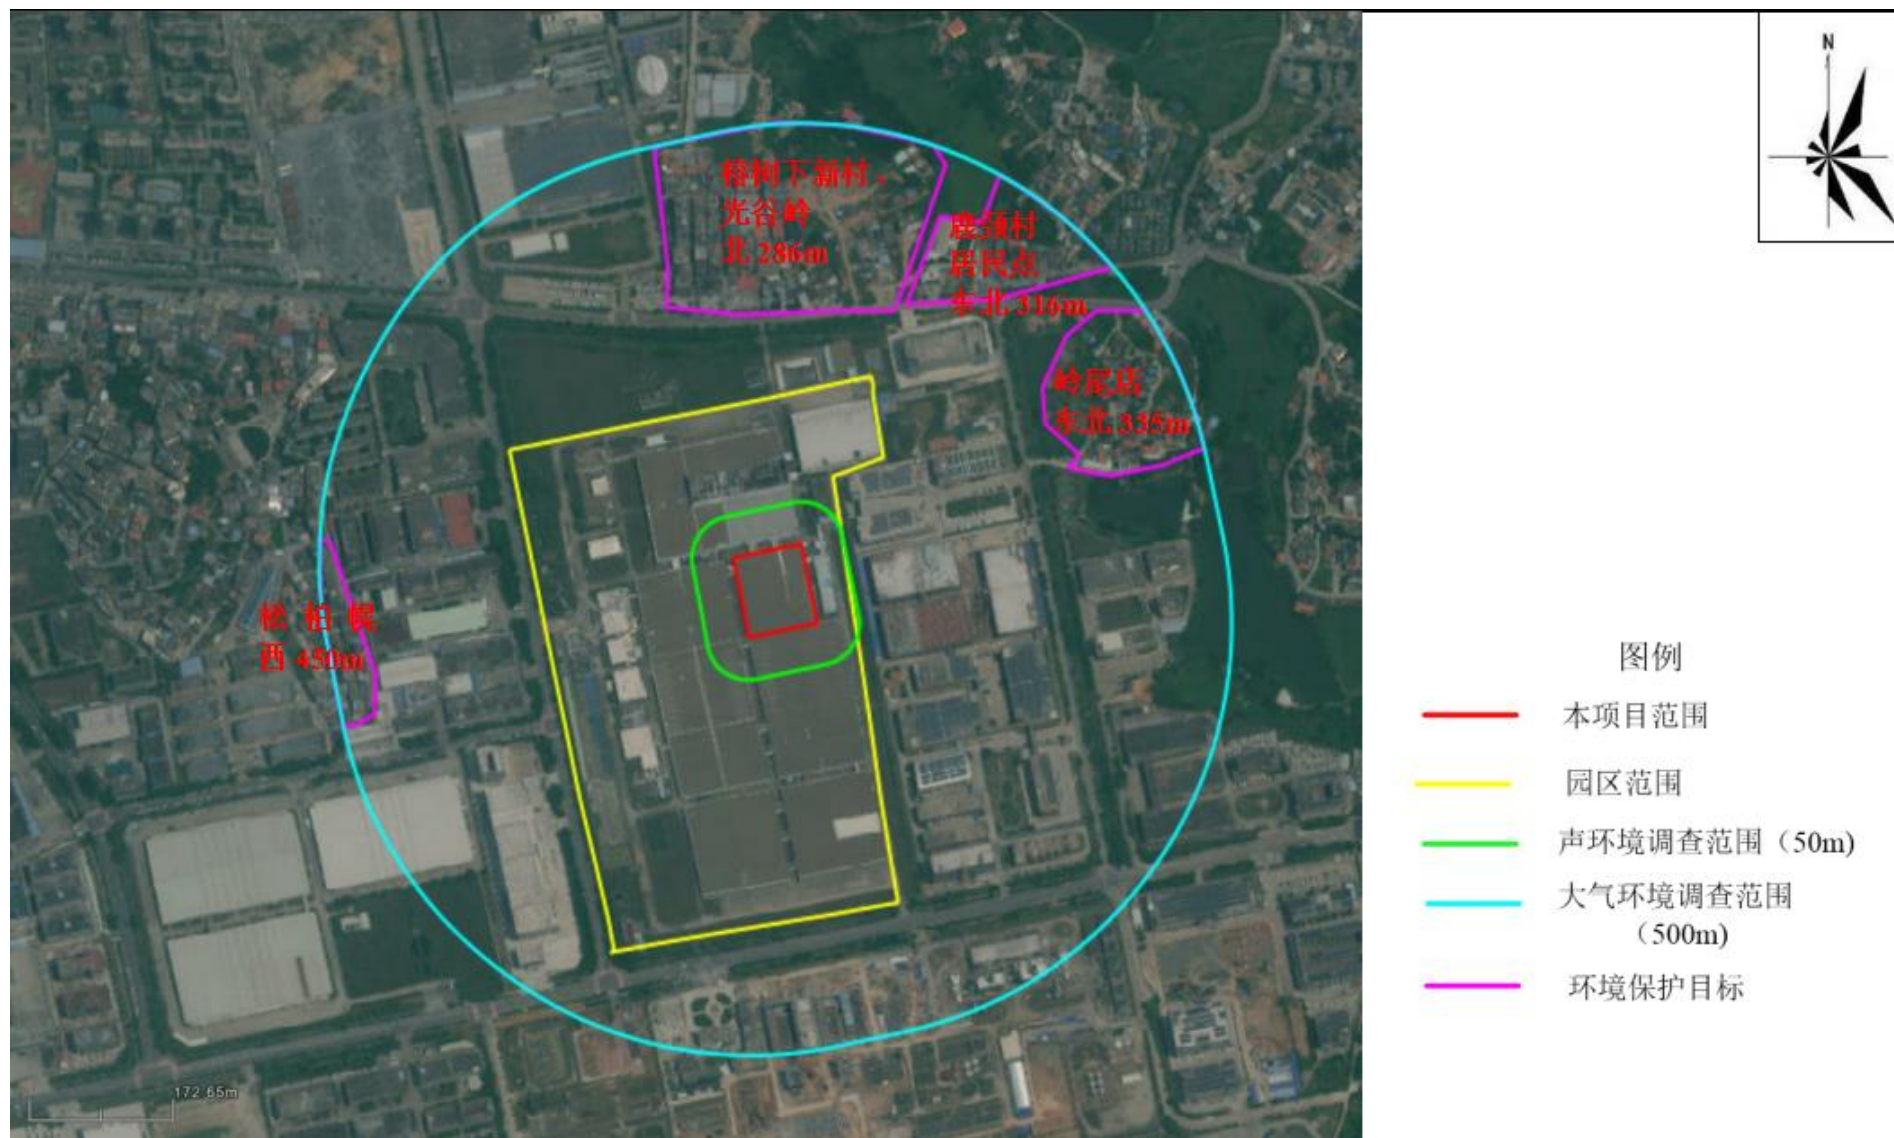 N
榕树下新村、
光谷岭
北 286m
鹿颈村
居民点
东北 316m
岭尾店
东北 335m
松 柏 幌
西 450m
172.65m
图例
本项目范围
园区范围
声环境调查范围（50m)
大气环境调查范围
（500m)
环境保护目标